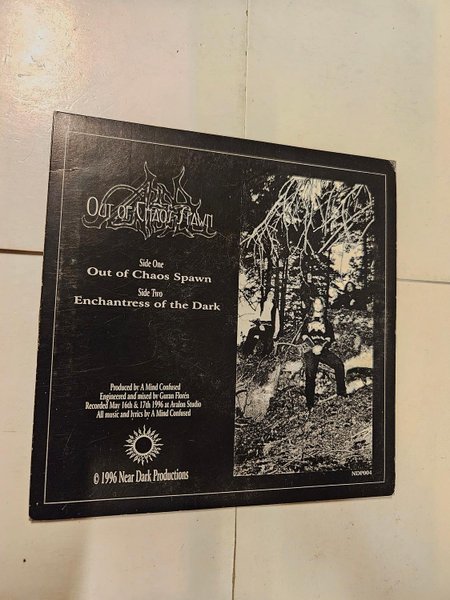 Out of Chaos Spawn
Side One
Out of Chaos Spawn
Side Two
Enchantress of the Dark
Produced by A Mind Confused
Engineered and mixed by Goran Florén
Recorded May 16th & 17th 1996 at Avalon Studio
All music and lyrics by A Mind Confused
© 1996 Near Dark Productions
NDP004